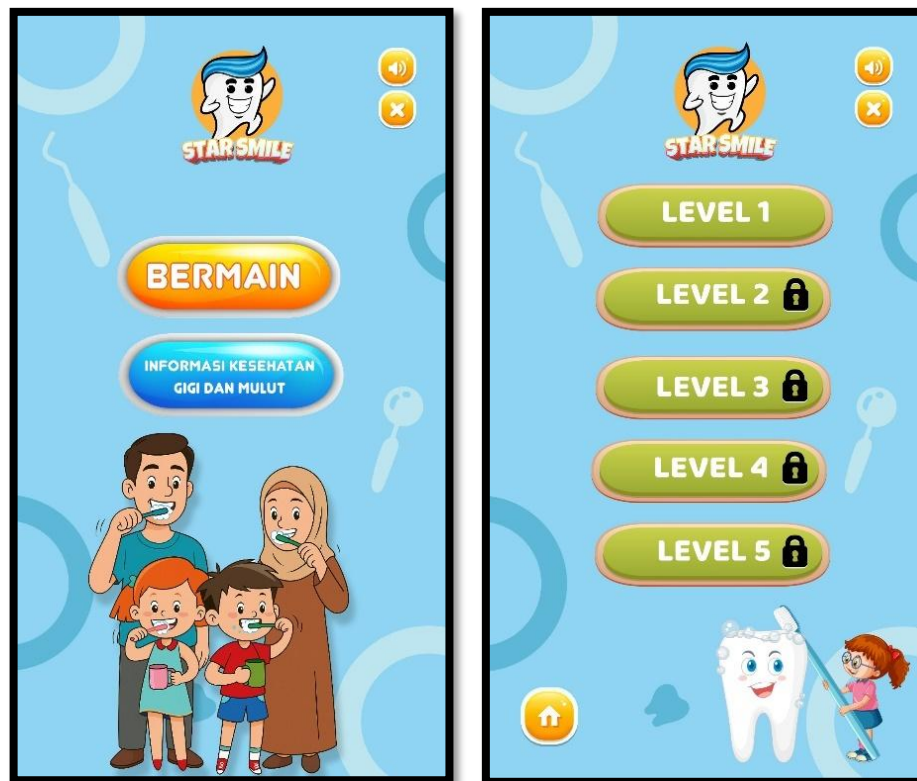 STAR SMILE
BERMAIN
INFORMASI KESEHATAN
GIGI DAN MULUT
STAR SMILE
LEVEL 1
LEVEL 2
LEVEL 3
LEVEL 4
LEVEL 5